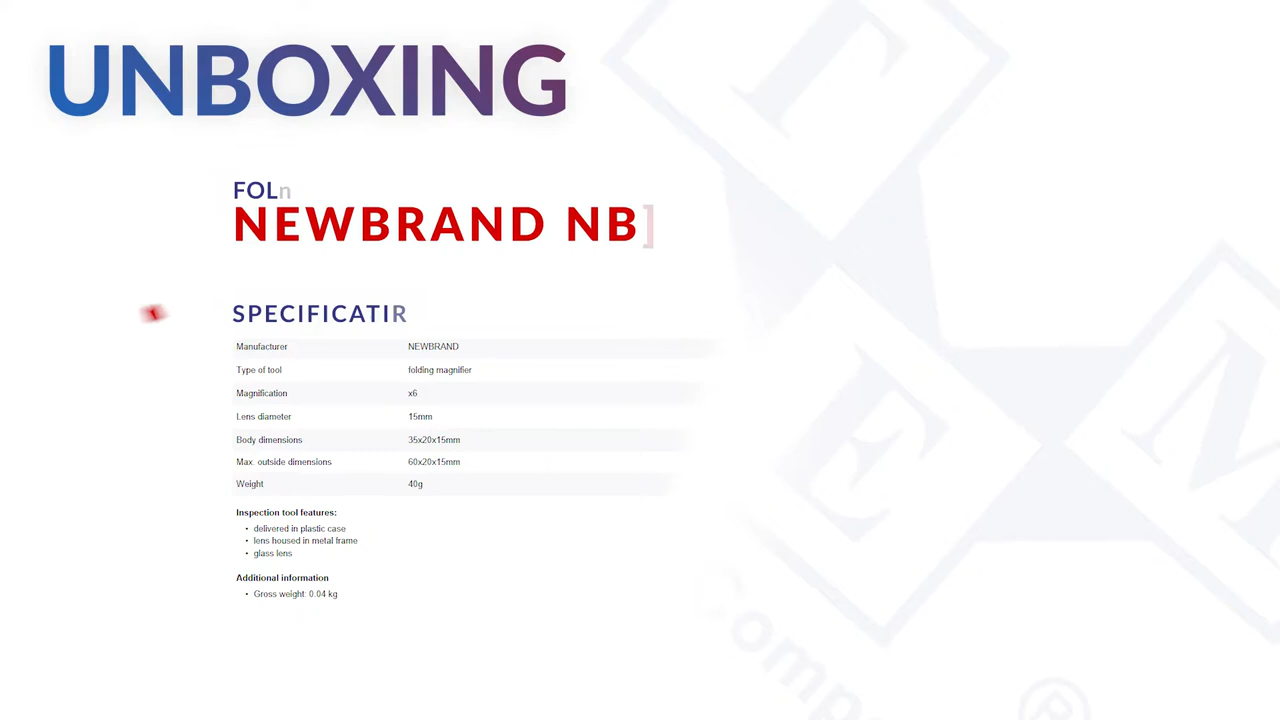 UNBOXING
FOLn
NEWBRAND NB]
SPECIFICATIR
Manufacturer NEWBRAND
Type of tool folding magnifier
Magnification x6
Lens diameter 15mm
Body dimensions 35x20x15mm
Max. outside dimensions 60x20x15mm
Weight 40g
Inspection tool features:
• delivered in plastic case
• lens housed in metal frame
• glass lens
Additional information
• Gross weight: 0.04 kg
T
E
M
Comp
®